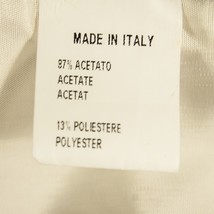 MADE IN ITALY
87% ACETATO
ACETATE
ACETAT
13% POLIESTERE
POLYESTER